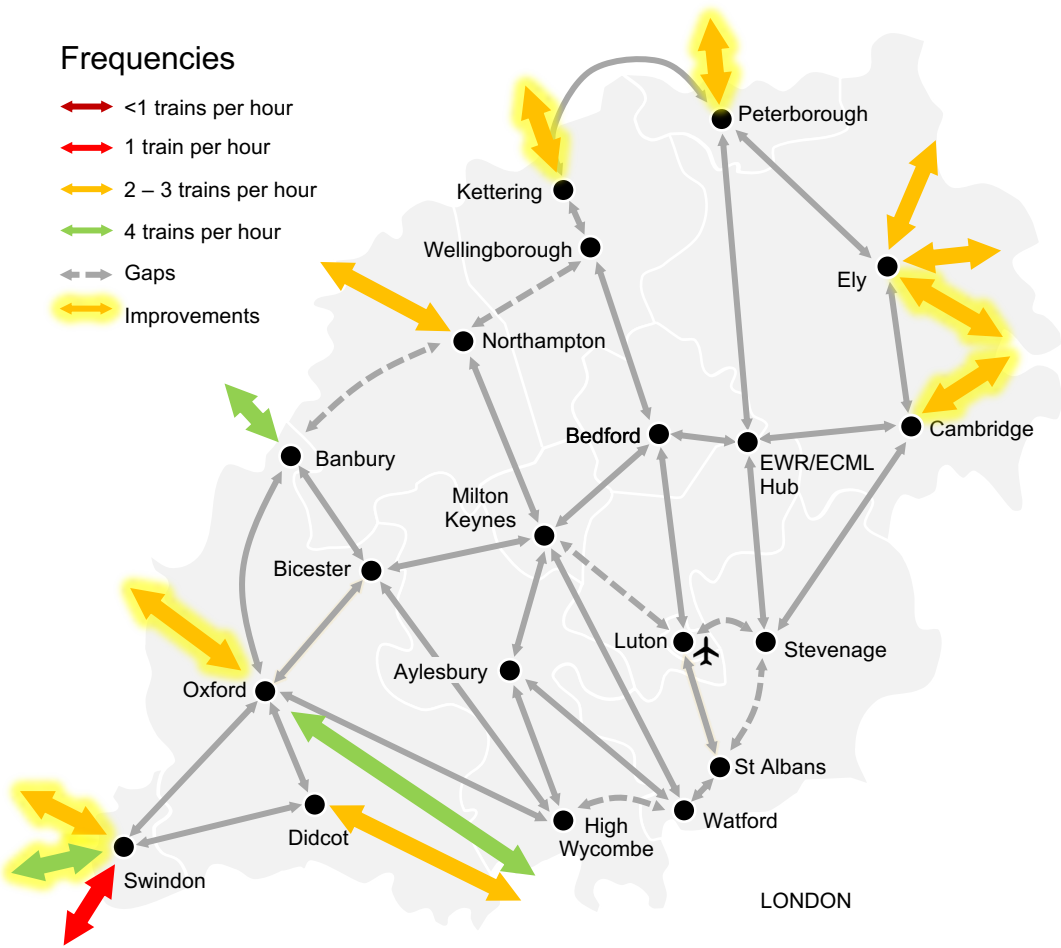 Frequencies
<1 trains per hour
1 train per hour
2 – 3 trains per hour
4 trains per hour
Gaps
Improvements
Peterborough
Kettering
Wellingborough
Ely
Northampton
Bedford
Cambridge
Banbury
EWR/ECML
Hub
Milton
Keynes
Bicester
Luton
Stevenage
Aylesbury
Oxford
St Albans
Didcot
High
Wycombe
Watford
Swindon
LONDON